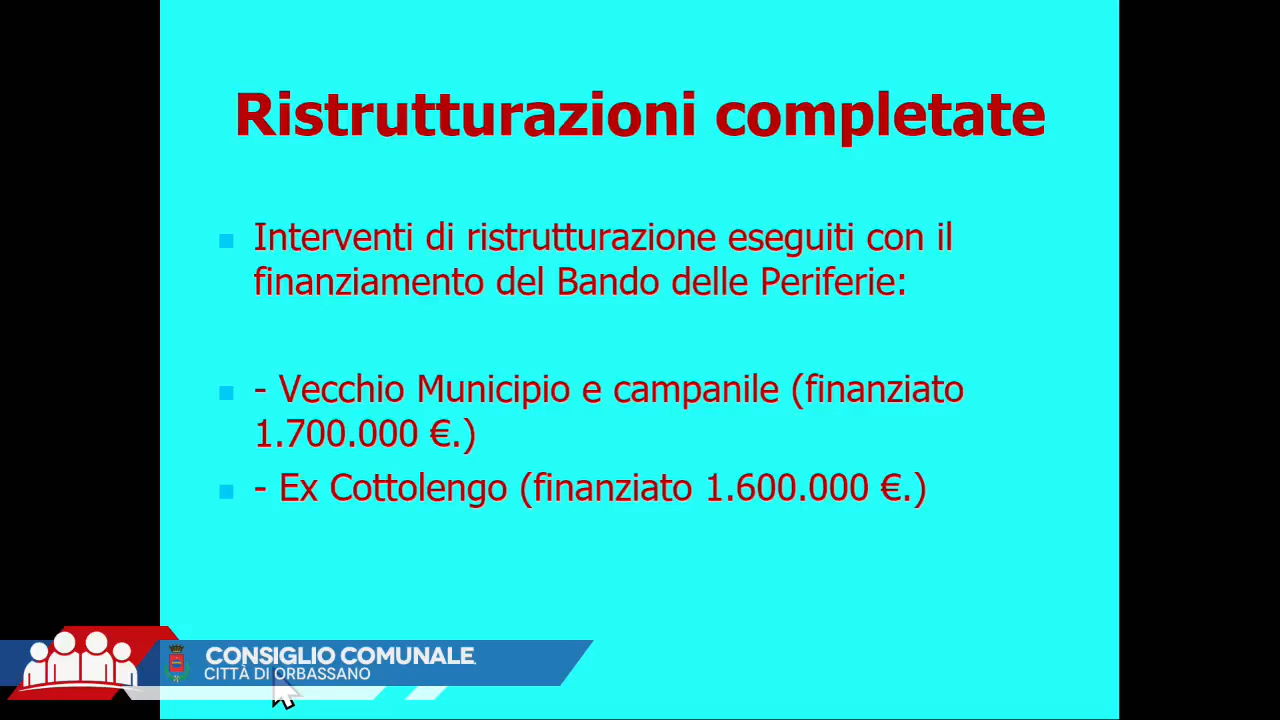 Ristrutturazioni completate
Interventi di ristrutturazione eseguiti con il
finanziamento del Bando delle Periferie:
- Vecchio Municipio e campanile (finanziato
1.700.000 €.)
- Ex Cottolengo (finanziato 1.600.000 €.)
CONSIGLIO COMUNALE
CITTÀ DI ORBASSANO